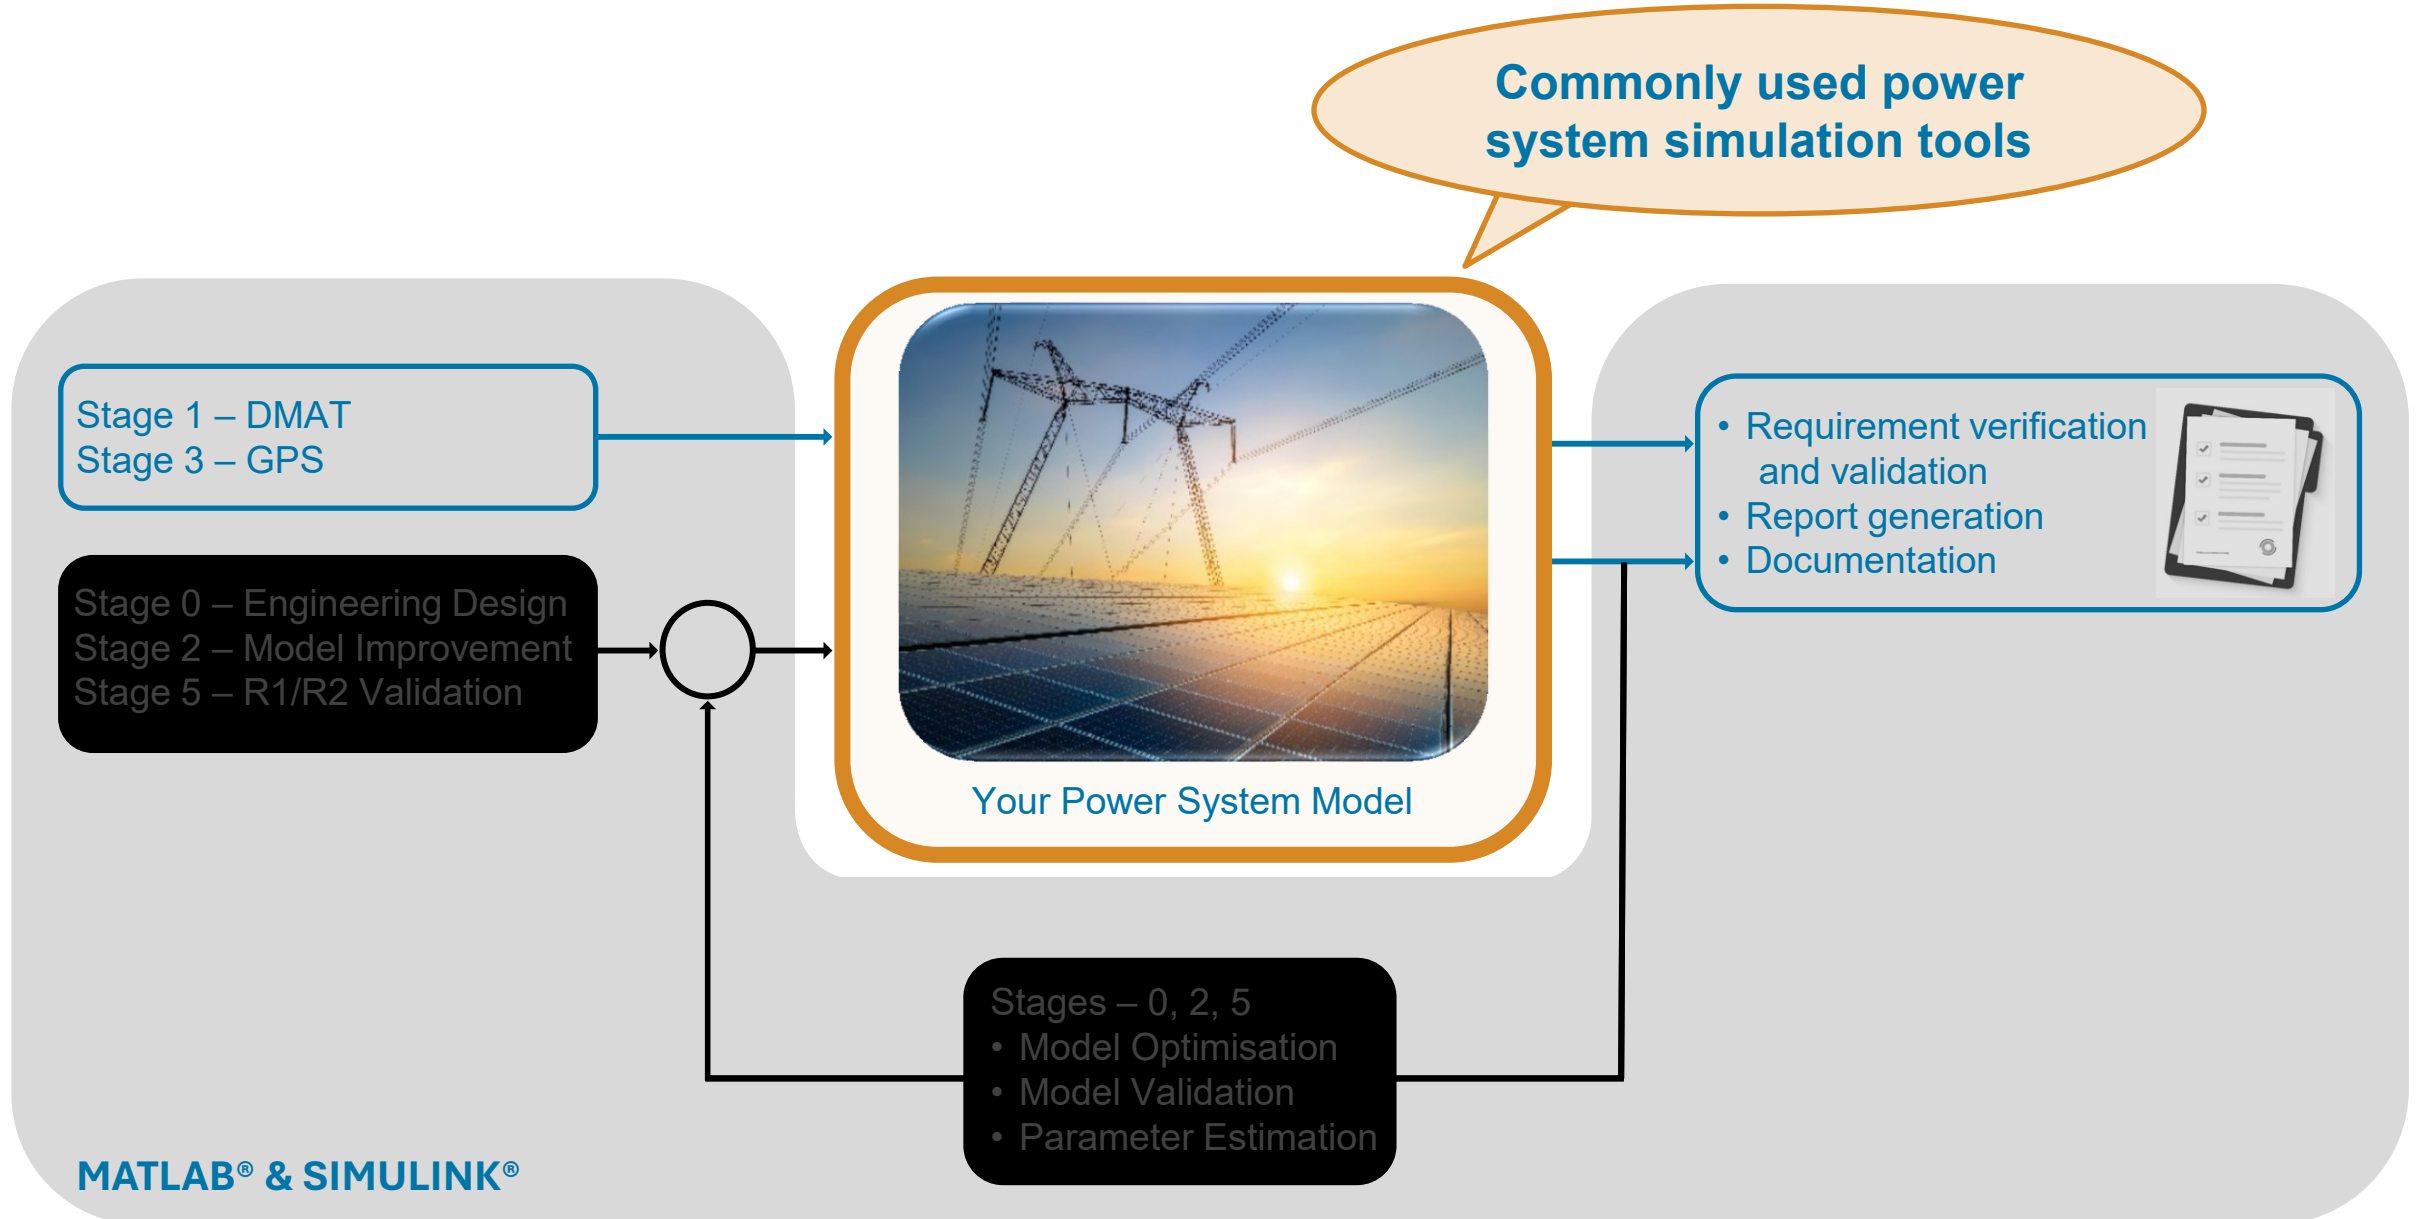 Commonly used power
system simulation tools
Stage 1 – DMAT
Stage 3 – GPS
Stage 0 – Engineering Design
Stage 2 – Model Improvement
Stage 5 – R1/R2 Validation
Your Power System Model
• Requirement verification
and validation
• Report generation
• Documentation
Stages – 0, 2, 5
• Model Optimisation
• Model Validation
• Parameter Estimation
MATLAB® & SIMULINK®